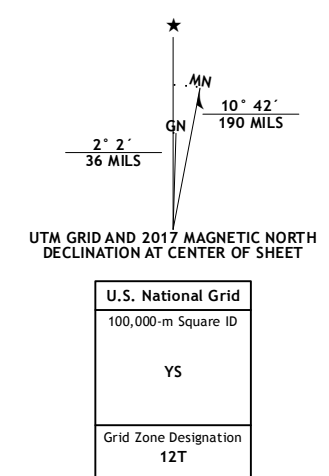 ★
MN
10° 42´
190 MILS
GN
2° 2´
36 MILS
UTM GRID AND 2017 MAGNETIC NORTH
DECLINATION AT CENTER OF SHEET
U.S. National Grid
100,000-m Square ID
YS
Grid Zone Designation
12T